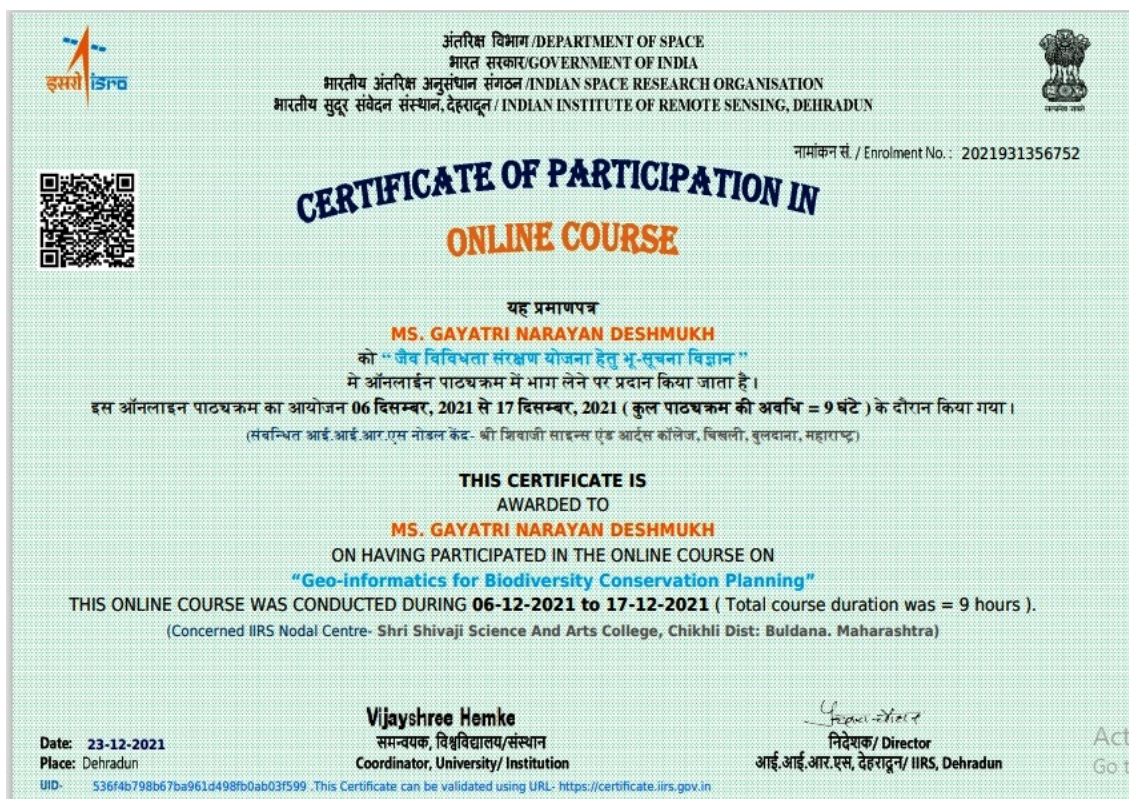 इसरो isro
अंतरिक्ष विभाग /DEPARTMENT OF SPACE
भारत सरकार/GOVERNMENT OF INDIA
भारतीय अंतरिक्ष अनुसंधान संगठन /INDIAN SPACE RESEARCH ORGANISATION
भारतीय सुदूर संवेदन संस्थान, देहरादून / INDIAN INSTITUTE OF REMOTE SENSING, DEHRADUN
सत्यमेव जयते
नामांकन सं. / Enrolment No. : 2021931356752
CERTIFICATE OF PARTICIPATION IN
ONLINE COURSE
यह प्रमाणपत्र
MS. GAYATRI NARAYAN DESHMUKH
को “ जैव विविधता संरक्षण योजना हेतु भू-सूचना विज्ञान ”
मे ऑनलाईन पाठ्यक्रम में भाग लेने पर प्रदान किया जाता है ।
इस ऑनलाइन पाठ्यक्रम का आयोजन 06 दिसम्बर, 2021 से 17 दिसम्बर, 2021 ( कुल पाठ्यक्रम की अवधि = 9 घंटे ) के दौरान किया गया ।
(संबन्धित आई.आई.आर.एस नोडल केंद्र- श्री शिवाजी साइन्स एंड आर्टस कॉलेज, चिखली, बुलदाना, महाराष्ट्र)
THIS CERTIFICATE IS
AWARDED TO
MS. GAYATRI NARAYAN DESHMUKH
ON HAVING PARTICIPATED IN THE ONLINE COURSE ON
“Geo-informatics for Biodiversity Conservation Planning”
THIS ONLINE COURSE WAS CONDUCTED DURING 06-12-2021 to 17-12-2021 ( Total course duration was = 9 hours ).
(Concerned IIRS Nodal Centre- Shri Shivaji Science And Arts College, Chikhli Dist: Buldana. Maharashtra)
Vijayshree Hemke
समन्वयक, विश्वविद्यालय/संस्थान
Coordinator, University/ Institution
निदेशक/ Director
आई.आई.आर.एस, देहरादून/ IIRS, Dehradun
Date: 23-12-2021
Place: Dehradun
UID- 536f4b798b67ba961d498fb0ab03f599 .This Certificate can be validated using URL- https://certificate.iirs.gov.in
Act
Go t